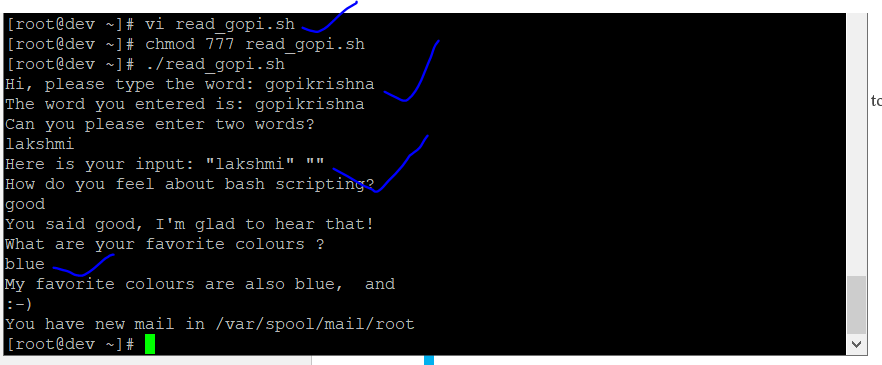 [root@dev ~]# vi read_gopi.sh
[root@dev ~]# chmod 777 read_gopi.sh
[root@dev ~]# ./read_gopi.sh
Hi, please type the word: gopikrishna
The word you entered is: gopikrishna
Can you please enter two words?
lakshmi
Here is your input: "lakshmi" ""
How do you feel about bash scripting?
good
You said good, I'm glad to hear that!
What are your favorite colours ?
blue
My favorite colours are also blue,  and
:-)
You have new mail in /var/spool/mail/root
[root@dev ~]#